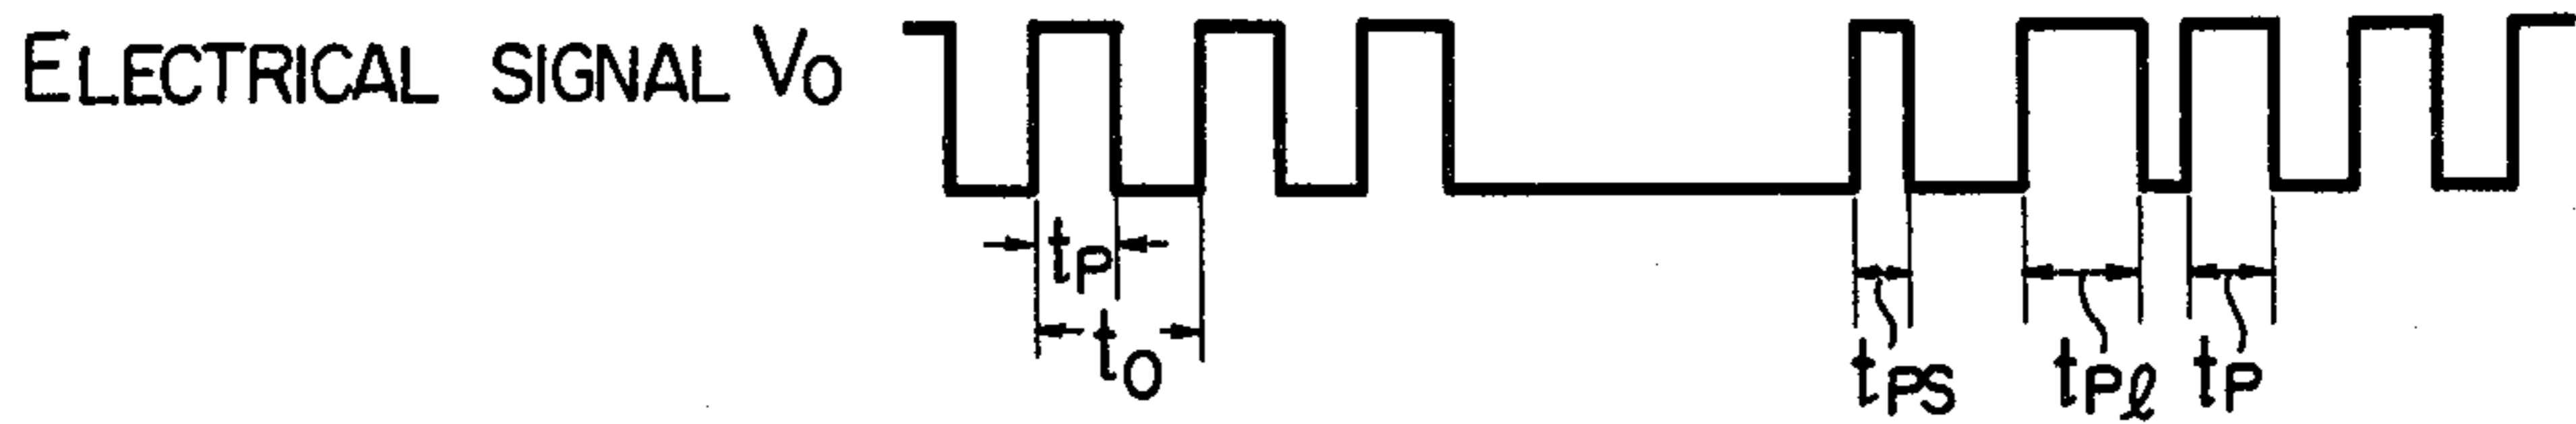 ELECTRICAL SIGNAL Vo
tP
to
tPS
tPℓ
tP